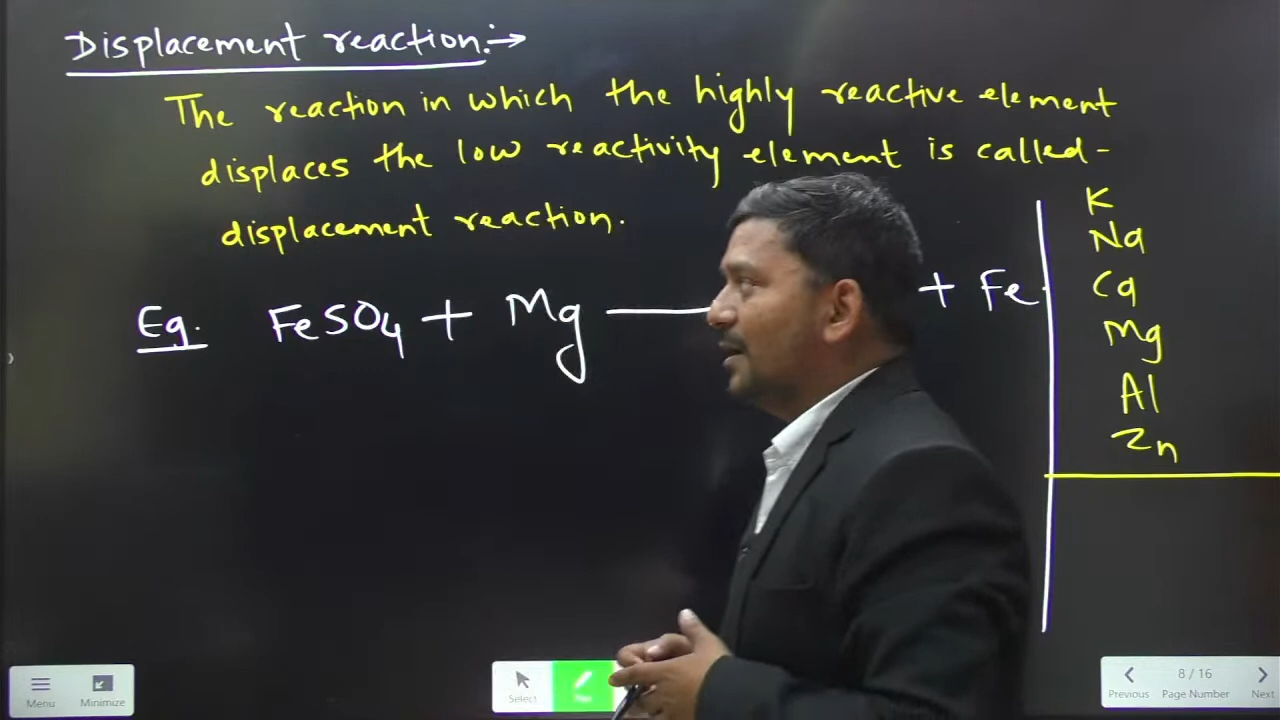 Displacement reaction:→
The reaction in which the highly reactive element
displaces the low reactivity element is called-
displacement reaction.
Eg. FeSO4 + Mg — + Fe
K
Na
Ca
Mg
Al
Zn
Menu
Minimize
Select
Previous
8 / 16
Page Number
Next